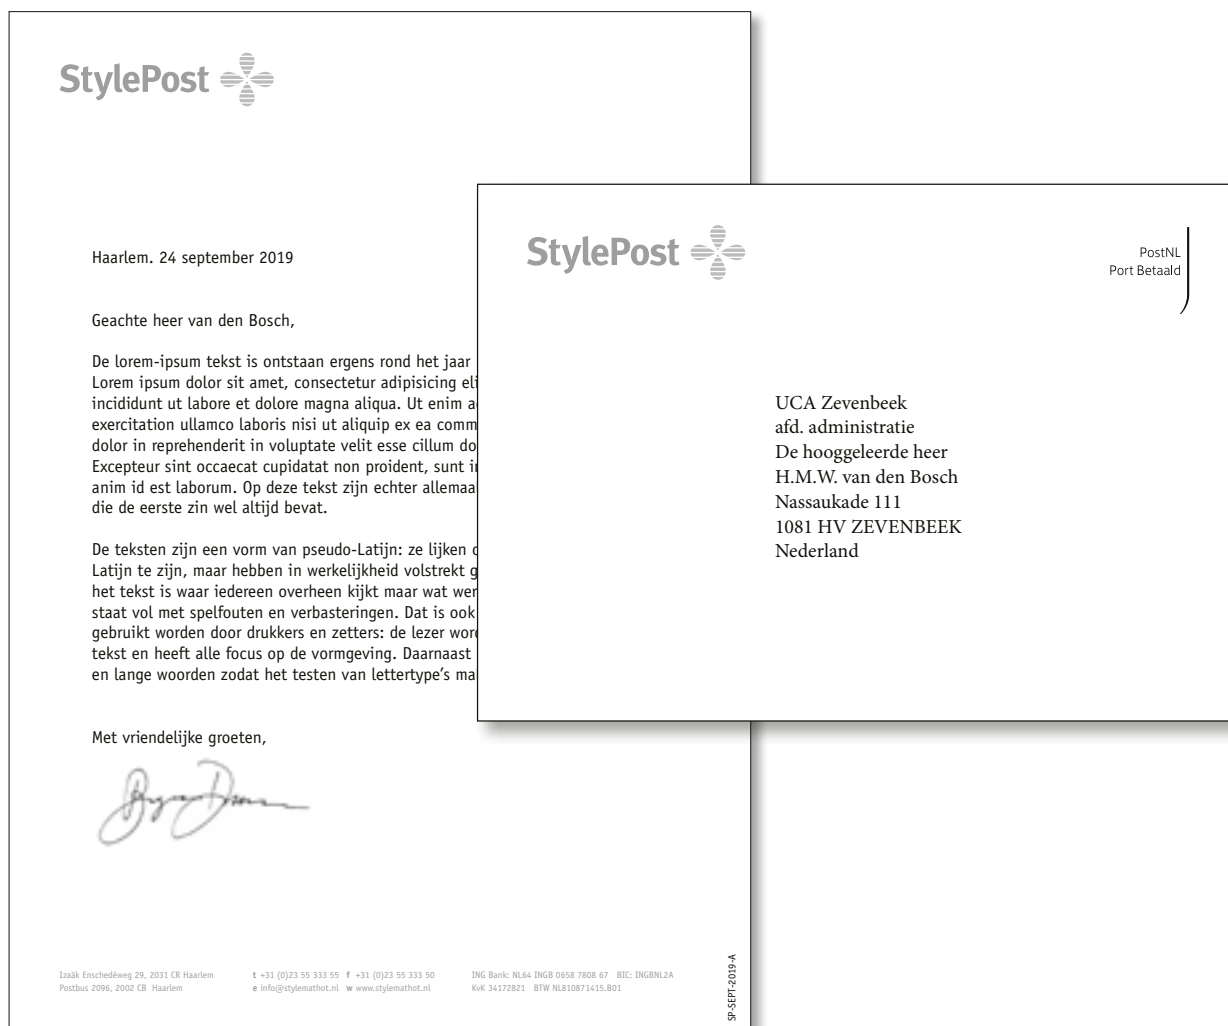 StylePost
Haarlem. 24 september 2019
Geachte heer van den Bosch,
De lorem-ipsum tekst is ontstaan ergens rond het jaar
Lorem ipsum dolor sit amet, consectetur adipisicing eli
incididunt ut labore et dolore magna aliqua. Ut enim a
exercitation ullamco laboris nisi ut aliquip ex ea comm
dolor in reprehenderit in voluptate velit esse cillum do
Excepteur sint occaecat cupidatat non proident, sunt i
anim id est laborum. Op deze tekst zijn echter allemaa
die de eerste zin wel altijd bevat.
De teksten zijn een vorm van pseudo-Latijn: ze lijken
Latijn te zijn, maar hebben in werkelijkheid volstrekt g
het tekst is waar iedereen overheen kijkt maar wat wer
staat vol met spelfouten en verbasteringen. Dat is ook
gebruikt worden door drukkers en zetters: de lezer word
tekst en heeft alle focus op de vormgeving. Daarnaast
en lange woorden zodat het testen van lettertype's ma
Met vriendelijke groeten,
Izaäk Enschedéweg 29, 2031 CR Haarlem
Postbus 2096, 2002 CB Haarlem
t +31 (0)23 55 333 55 f +31 (0)23 55 333 50
e info@stylemathot.nl w www.stylemathot.nl
ING Bank: NL64 INGB 0658 7808 67 BIC: INGBNL2A
KvK 34172821 BTW NL810871415.B01
SP-SEPT-2019-A
StylePost
PostNL
Port Betaald
UCA Zevenbeek
afd. administratie
De hooggeleerde heer
H.M.W. van den Bosch
Nassaukade 111
1081 HV ZEVENBEEK
Nederland